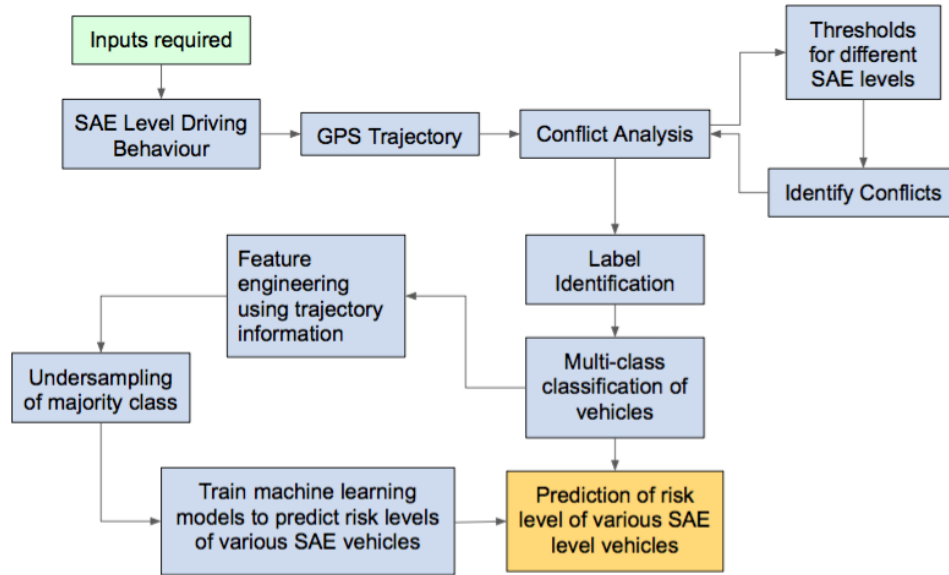 Inputs required
Thresholds
for different
SAE levels
SAE Level Driving
Behaviour
GPS Trajectory
Conflict Analysis
Identify Conflicts
Label
Identification
Feature
engineering
using trajectory
information
Multi-class
classification of
vehicles
Undersampling
of majority class
Train machine learning
models to predict risk levels
of various SAE vehicles
Prediction of risk
level of various SAE
level vehicles